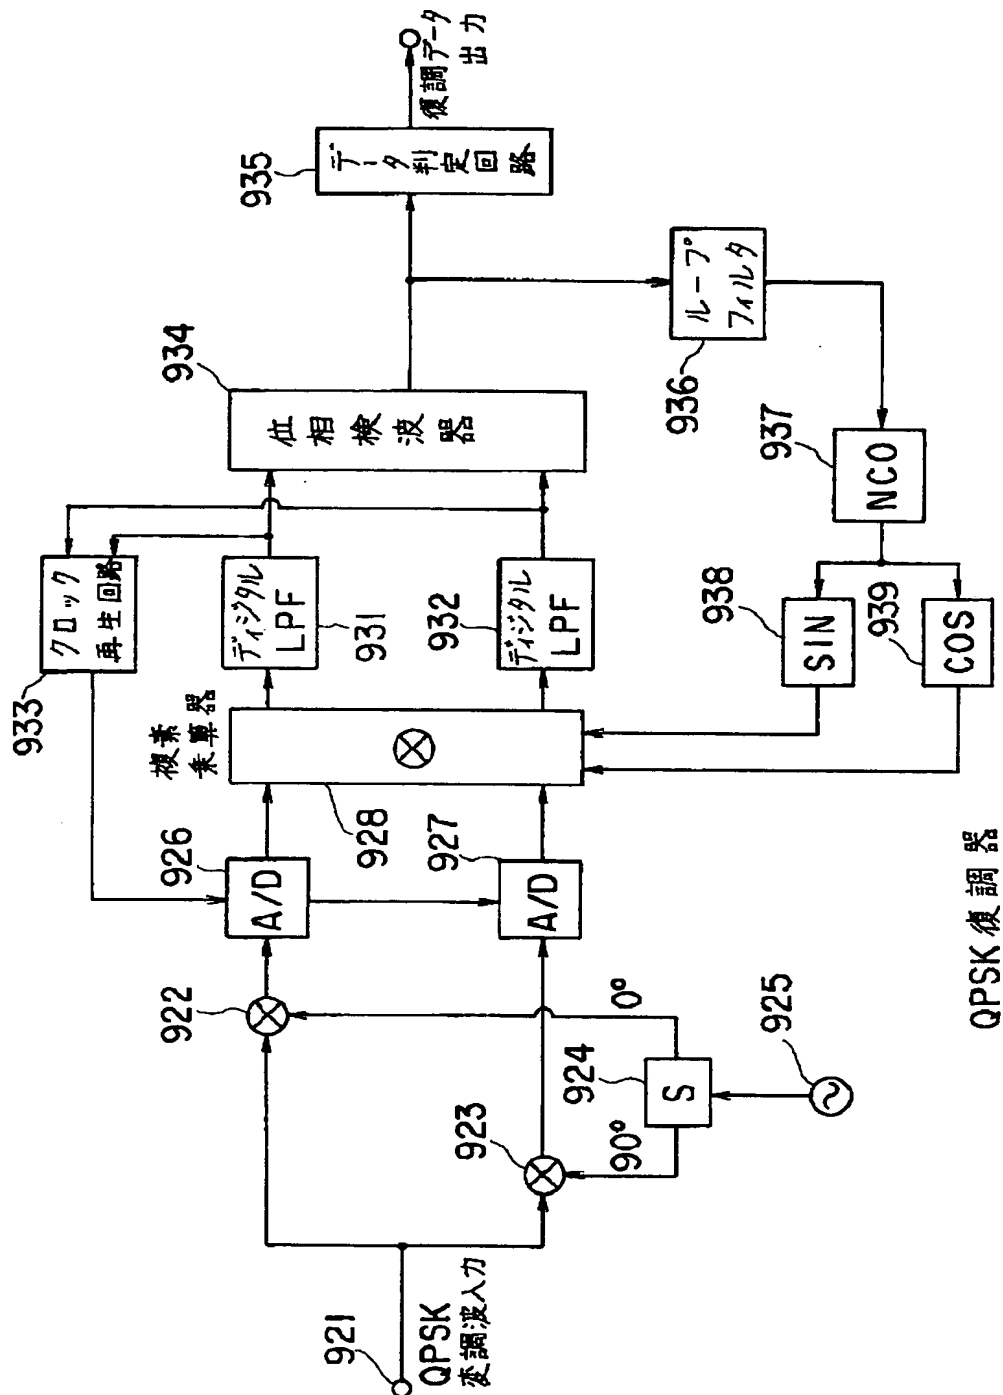 921
QPSK
変調波入力
922
923
0°
90°
924
S
925
926
A/D
927
A/D
複素
乗算器
928
クロック
再生回路
933
ディジタル
LPF
931
ディジタル
LPF
932
位相検波器
934
データ判定回路
935
復調データ
出力
ループ
フィルタ
936
NCO
937
SIN
938
COS
939
QPSK 復調器